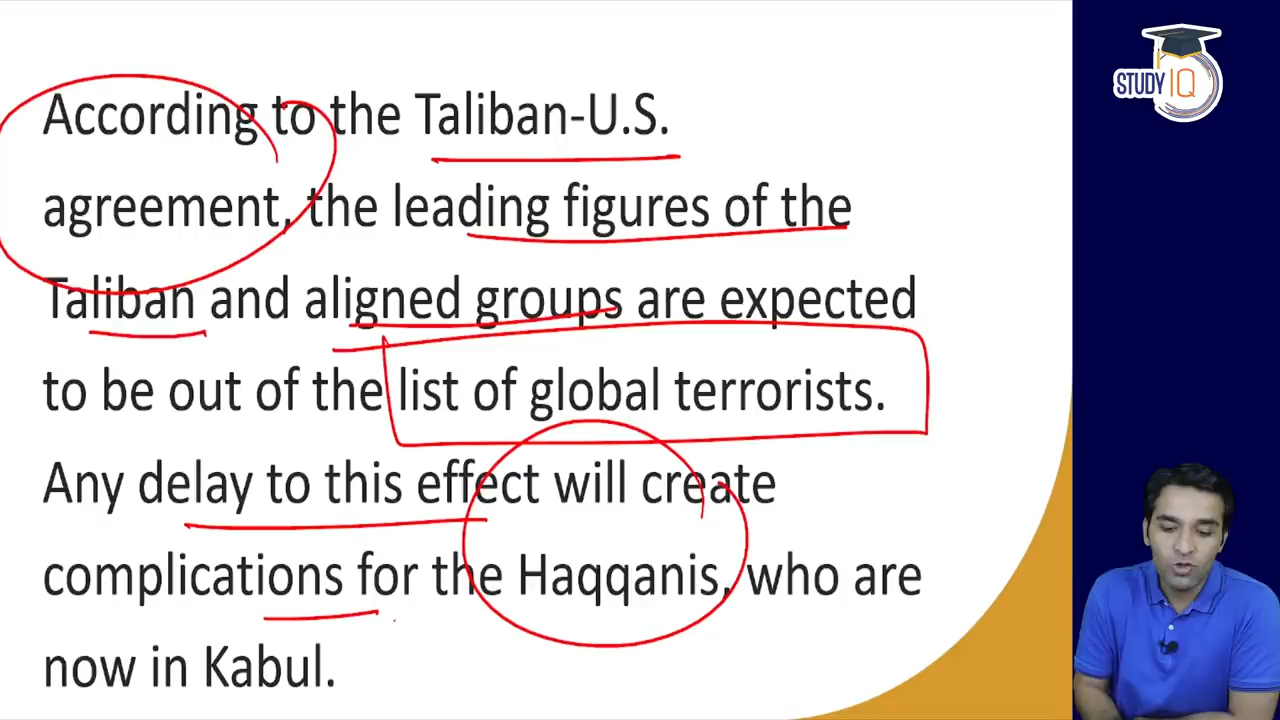 According to the Taliban-U.S.
agreement, the leading figures of the
Taliban and aligned groups are expected
to be out of the list of global terrorists.
Any delay to this effect will create
complications for the Haqqanis, who are
now in Kabul.
STUDY IQ